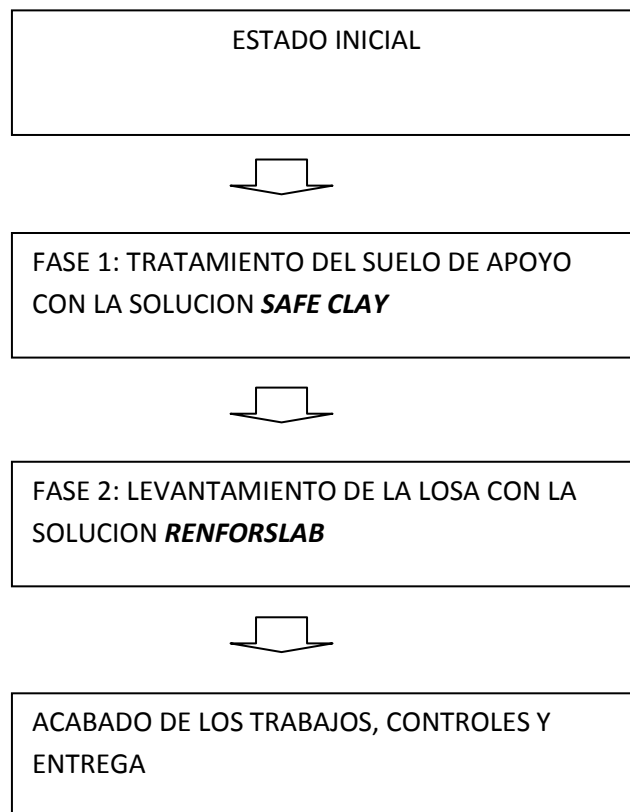 ESTADO INICIAL
FASE 1: TRATAMIENTO DEL SUELO DE APOYO
CON LA SOLUCION SAFE CLAY
FASE 2: LEVANTAMIENTO DE LA LOSA CON LA
SOLUCION RENFORSLAB
ACABADO DE LOS TRABAJOS, CONTROLES Y
ENTREGA